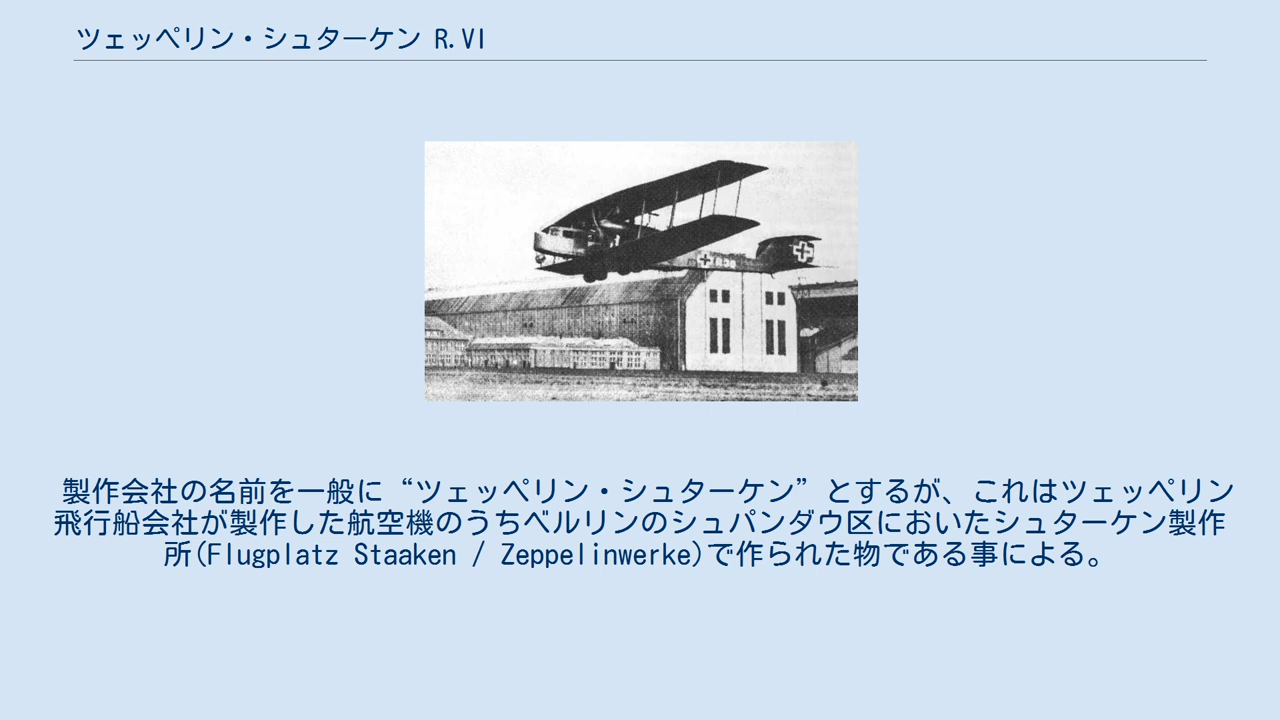 ツェッペリン・シュターケン R.VI
製作会社の名前を一般に“ツェッペリン・シュターケン”とするが、これはツェッペリン
飛行船会社が製作した航空機のうちベルリンのシュパンダウ区においたシュターケン製作
所(Flugplatz Staaken / Zeppelinwerke)で作られた物である事による。